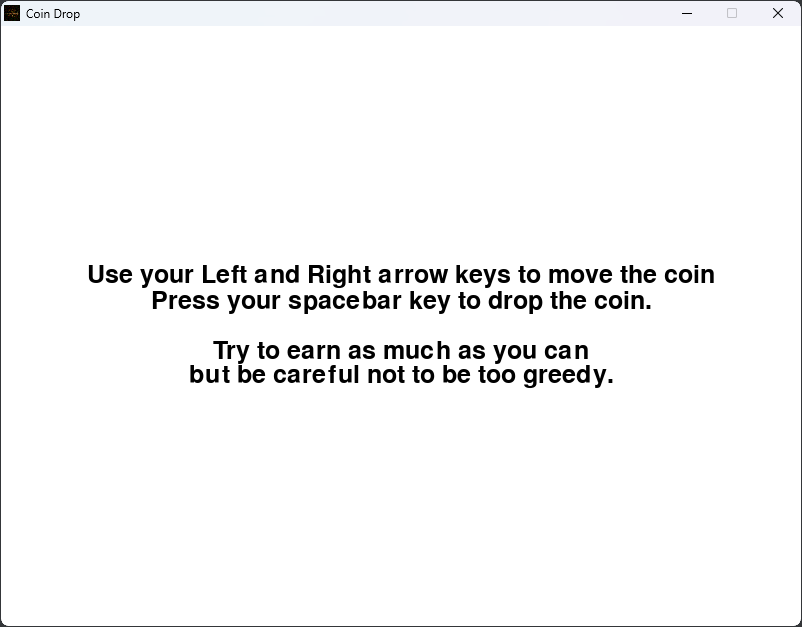 Coin Drop
Use your Left and Right arrow keys to move the coin
Press your spacebar key to drop the coin.
Try to earn as much as you can
but be careful not to be too greedy.